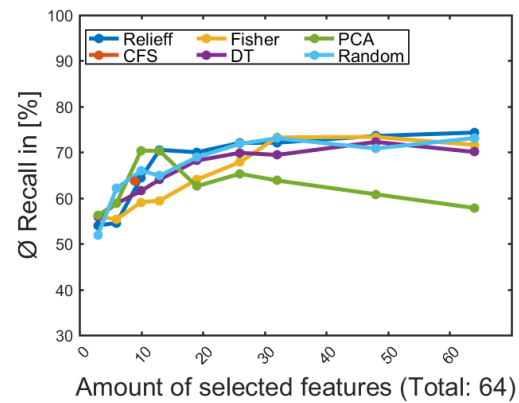 100
90
80
70
60
50
40
30
Ø Recall in [%]
Relieff Fisher PCA
CFS DT Random
0 10 20 30 40 50 60
Amount of selected features (Total: 64)